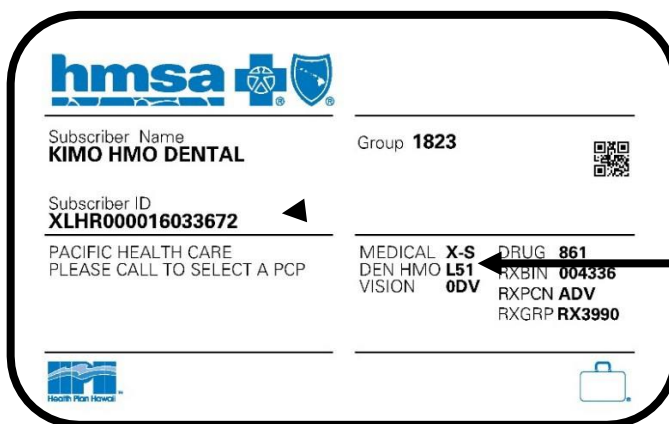 hmsa
Subscriber Name
KIMO HMO DENTAL
Group 1823
Subscriber ID
XLHR000016033672
PACIFIC HEALTH CARE
PLEASE CALL TO SELECT A PCP
MEDICAL X-S
DEN HMO L51
VISION 0DV
DRUG 861
RXBIN 004336
RXPCN ADV
RXGRP RX3990
HPH
Health Plan Hawaii